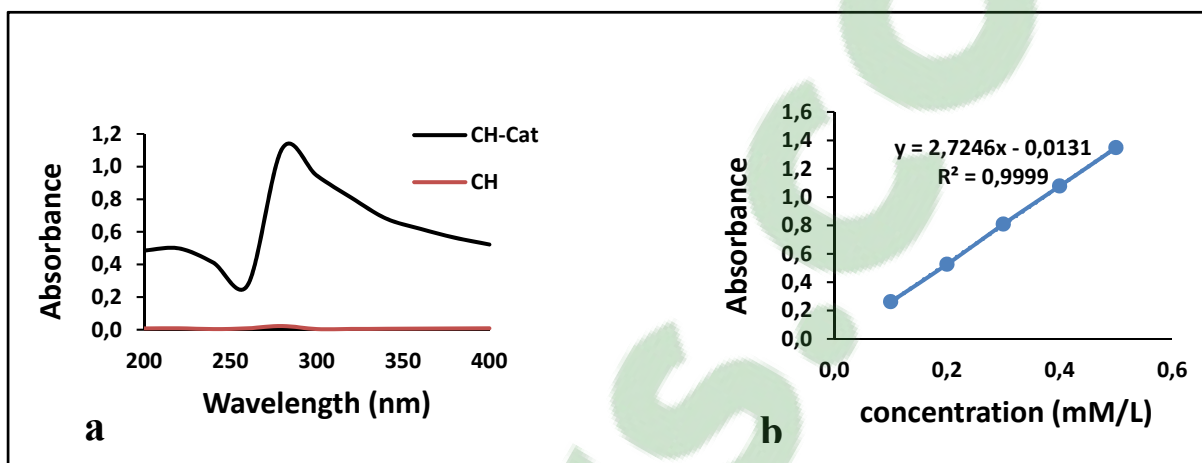 1,2
1,0
0,8
0,6
0,4
0,2
0,0
200 250 300 350 400
Absorbance
Wavelength (nm)
CH-Cat
CH
a
1,6
1,4
1,2
1,0
0,8
0,6
0,4
0,2
0,0
0,0 0,2 0,4 0,6
Absorbance
concentration (mM/L)
y = 2,7246x - 0,0131
R² = 0,9999
b